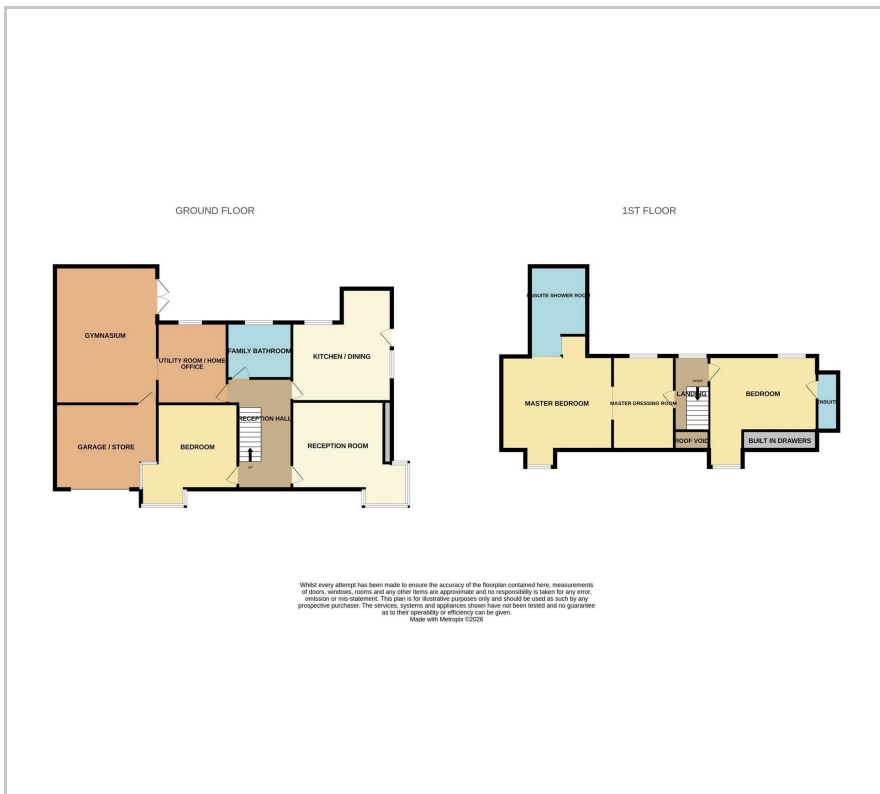 GROUND FLOOR
GYMNASIUM
UTILITY ROOM / HOME
OFFICE
FAMILY BATHROOM
KITCHEN / DINING
GARAGE / STORE
BEDROOM
RECEPTION HALL
UP
RECEPTION ROOM
1ST FLOOR
ENSUITE SHOWER ROOM
MASTER BEDROOM
MASTER DRESSING ROOM
DOWN
LANDING
BEDROOM
ENSUITE
ROOF VOID
BUILT IN DRAWERS
Whilst every attempt has been made to ensure the accuracy of the floorplan contained here, measurements
of doors, windows, rooms and any other items are approximate and no responsibility is taken for any error,
omission or mis-statement. This plan is for illustrative purposes only and should be used as such by any
prospective purchaser. The services, systems and appliances shown have not been tested and no guarantee
as to their operability or efficiency can be given.
Made with Metropix ©2026